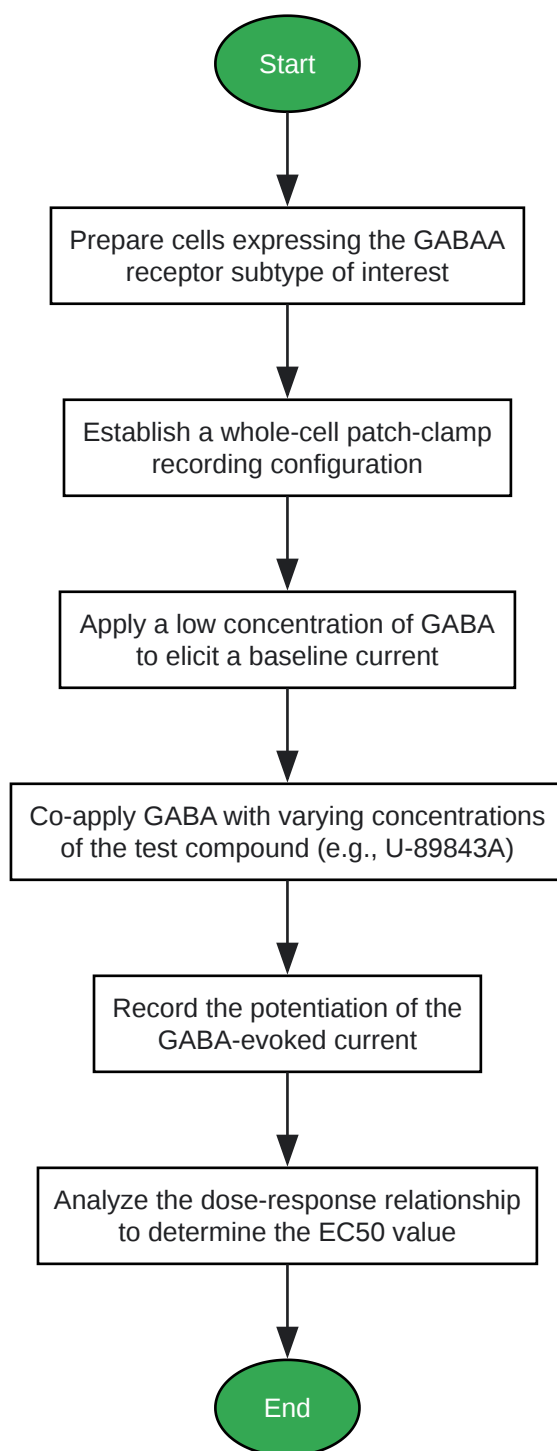 Start
Prepare cells expressing the GABAA
receptor subtype of interest
Establish a whole-cell patch-clamp
recording configuration
Apply a low concentration of GABA
to elicit a baseline current
Co-apply GABA with varying concentrations
of the test compound (e.g., U-89843A)
Record the potentiation of the
GABA-evoked current
Analyze the dose-response relationship
to determine the EC50 value
End